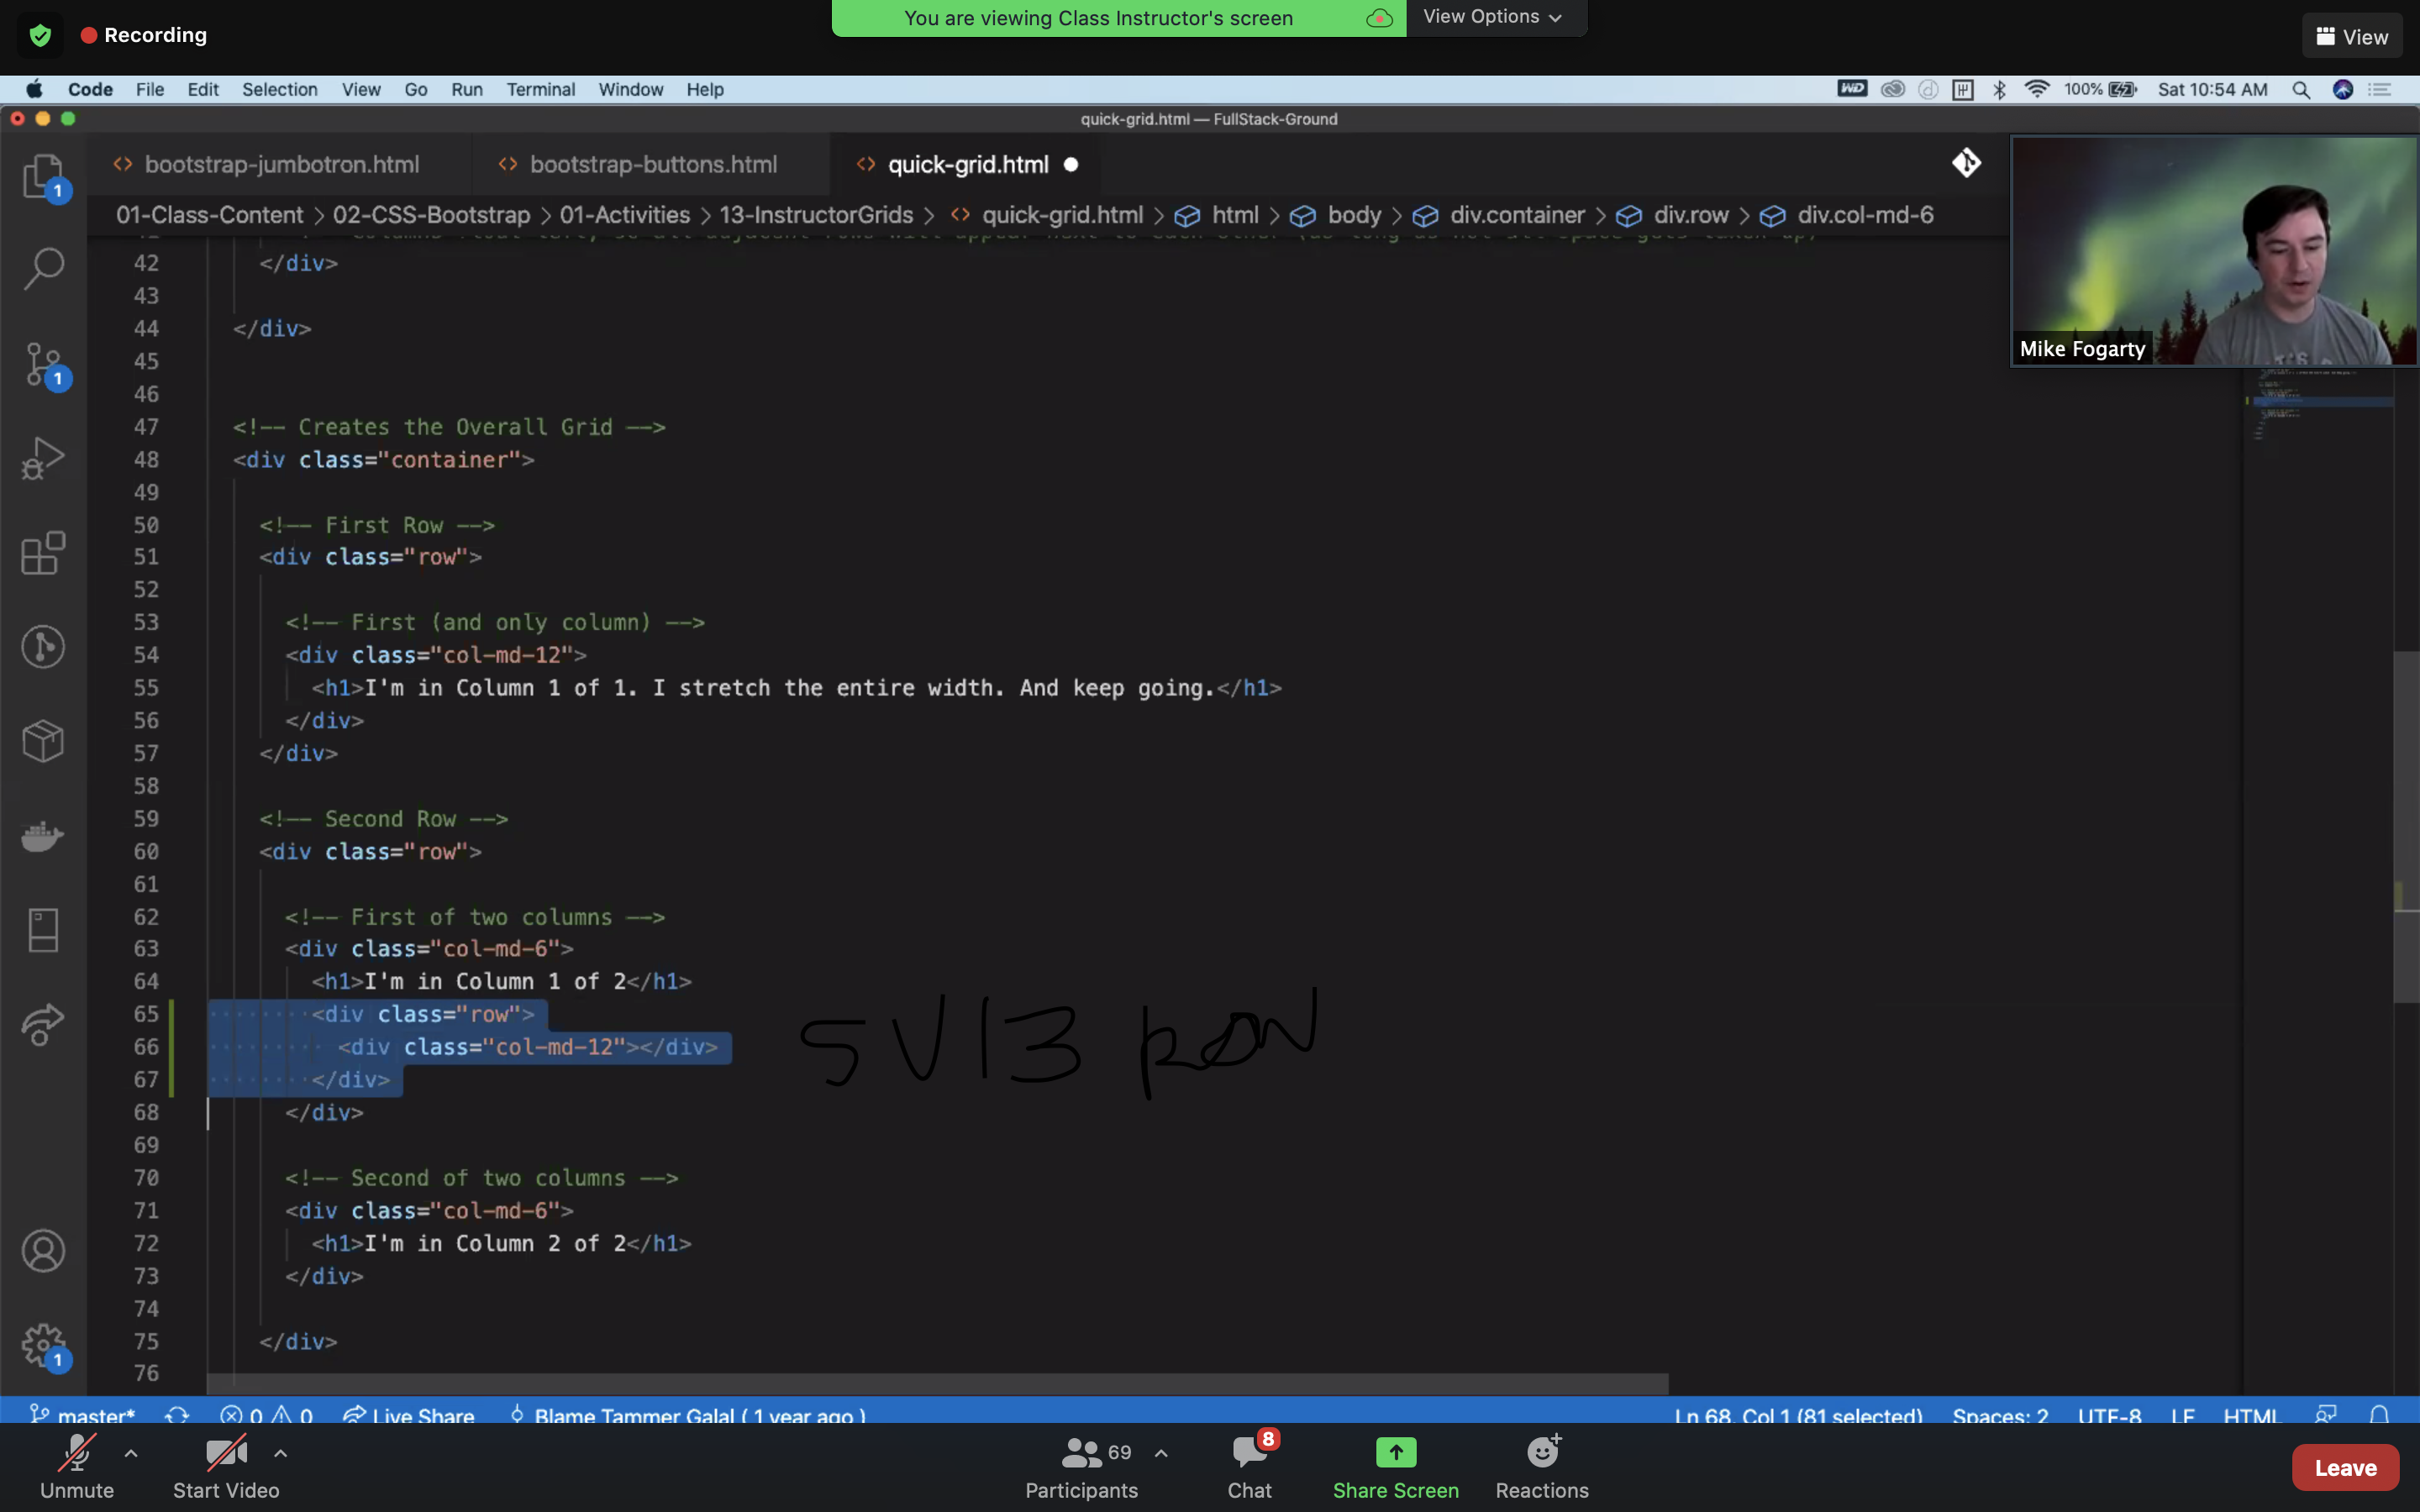 Recording
You are viewing Class Instructor's screen
View Options
View
Code File Edit Selection View Go Run Terminal Window Help
WD 100% Sat 10:54 AM
quick-grid.html — FullStack-Ground
bootstrap-jumbotron.html bootstrap-buttons.html quick-grid.html
01-Class-Content > 02-CSS-Bootstrap > 01-Activities > 13-InstructorGrids > quick-grid.html > html > body > div.container > div.row > div.col-md-6
Mike Fogarty
42 </div>
43
44 </div>
45
46
47 <!-- Creates the Overall Grid -->
48 <div class="container">
49
50 <!-- First Row -->
51 <div class="row">
52
53 <!-- First (and only column) -->
54 <div class="col-md-12">
55 <h1>I'm in Column 1 of 1. I stretch the entire width. And keep going.</h1>
56 </div>
57 </div>
58
59 <!-- Second Row -->
60 <div class="row">
61
62 <!-- First of two columns -->
63 <div class="col-md-6">
64 <h1>I'm in Column 1 of 2</h1>
65 <div class="row">
66 <div class="col-md-12"></div>
67 </div>
68 </div>
69
70 <!-- Second of two columns -->
71 <div class="col-md-6">
72 <h1>I'm in Column 2 of 2</h1>
73 </div>
74
75 </div>
76
1
1
1
master* 0 0 Live Share Blame Tammer Galal ( 1 year ago ) Ln 68, Col 1 (81 selected) Spaces: 2 UTF-8 LF HTML
69 8
Unmute Start Video Participants Chat Share Screen Reactions Leave